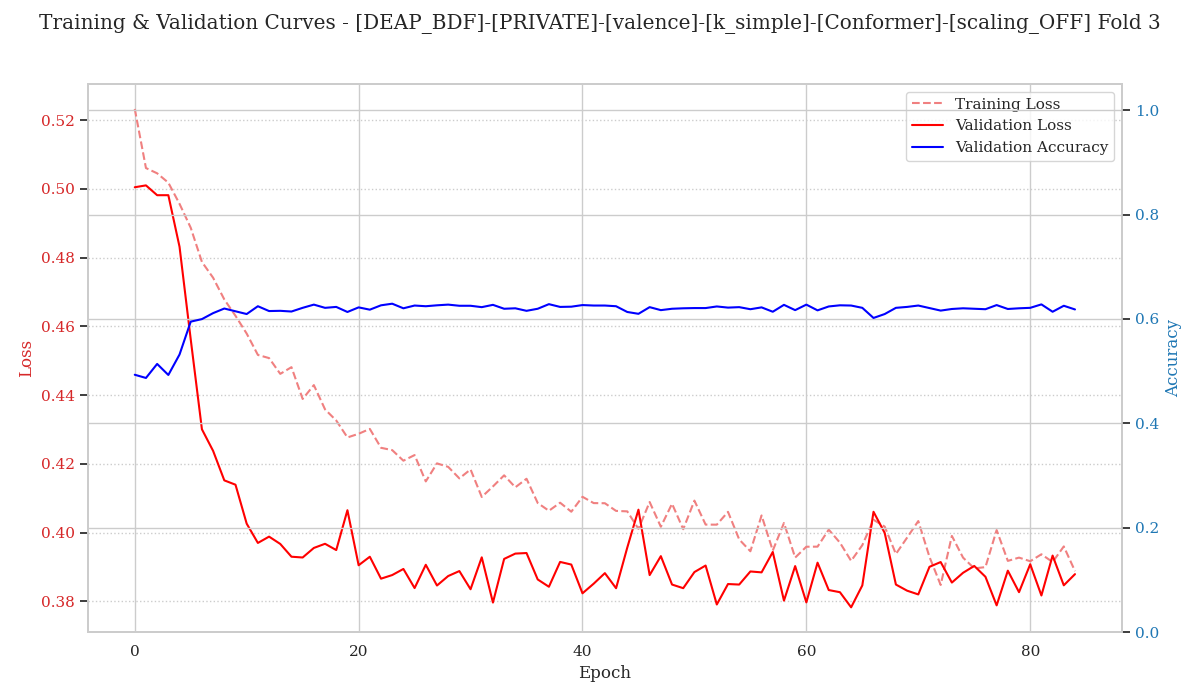 Training & Validation Curves - [DEAP_BDF]-[PRIVATE]-[valence]-[k_simple]-[Conformer]-[scaling_OFF] Fold 3
Training Loss
Validation Loss
Validation Accuracy
0.52
0.50
0.48
0.46
0.44
0.42
0.40
0.38
Loss
1.0
0.8
0.6
0.4
0.2
0.0
Accuracy
0 20 40 60 80
Epoch